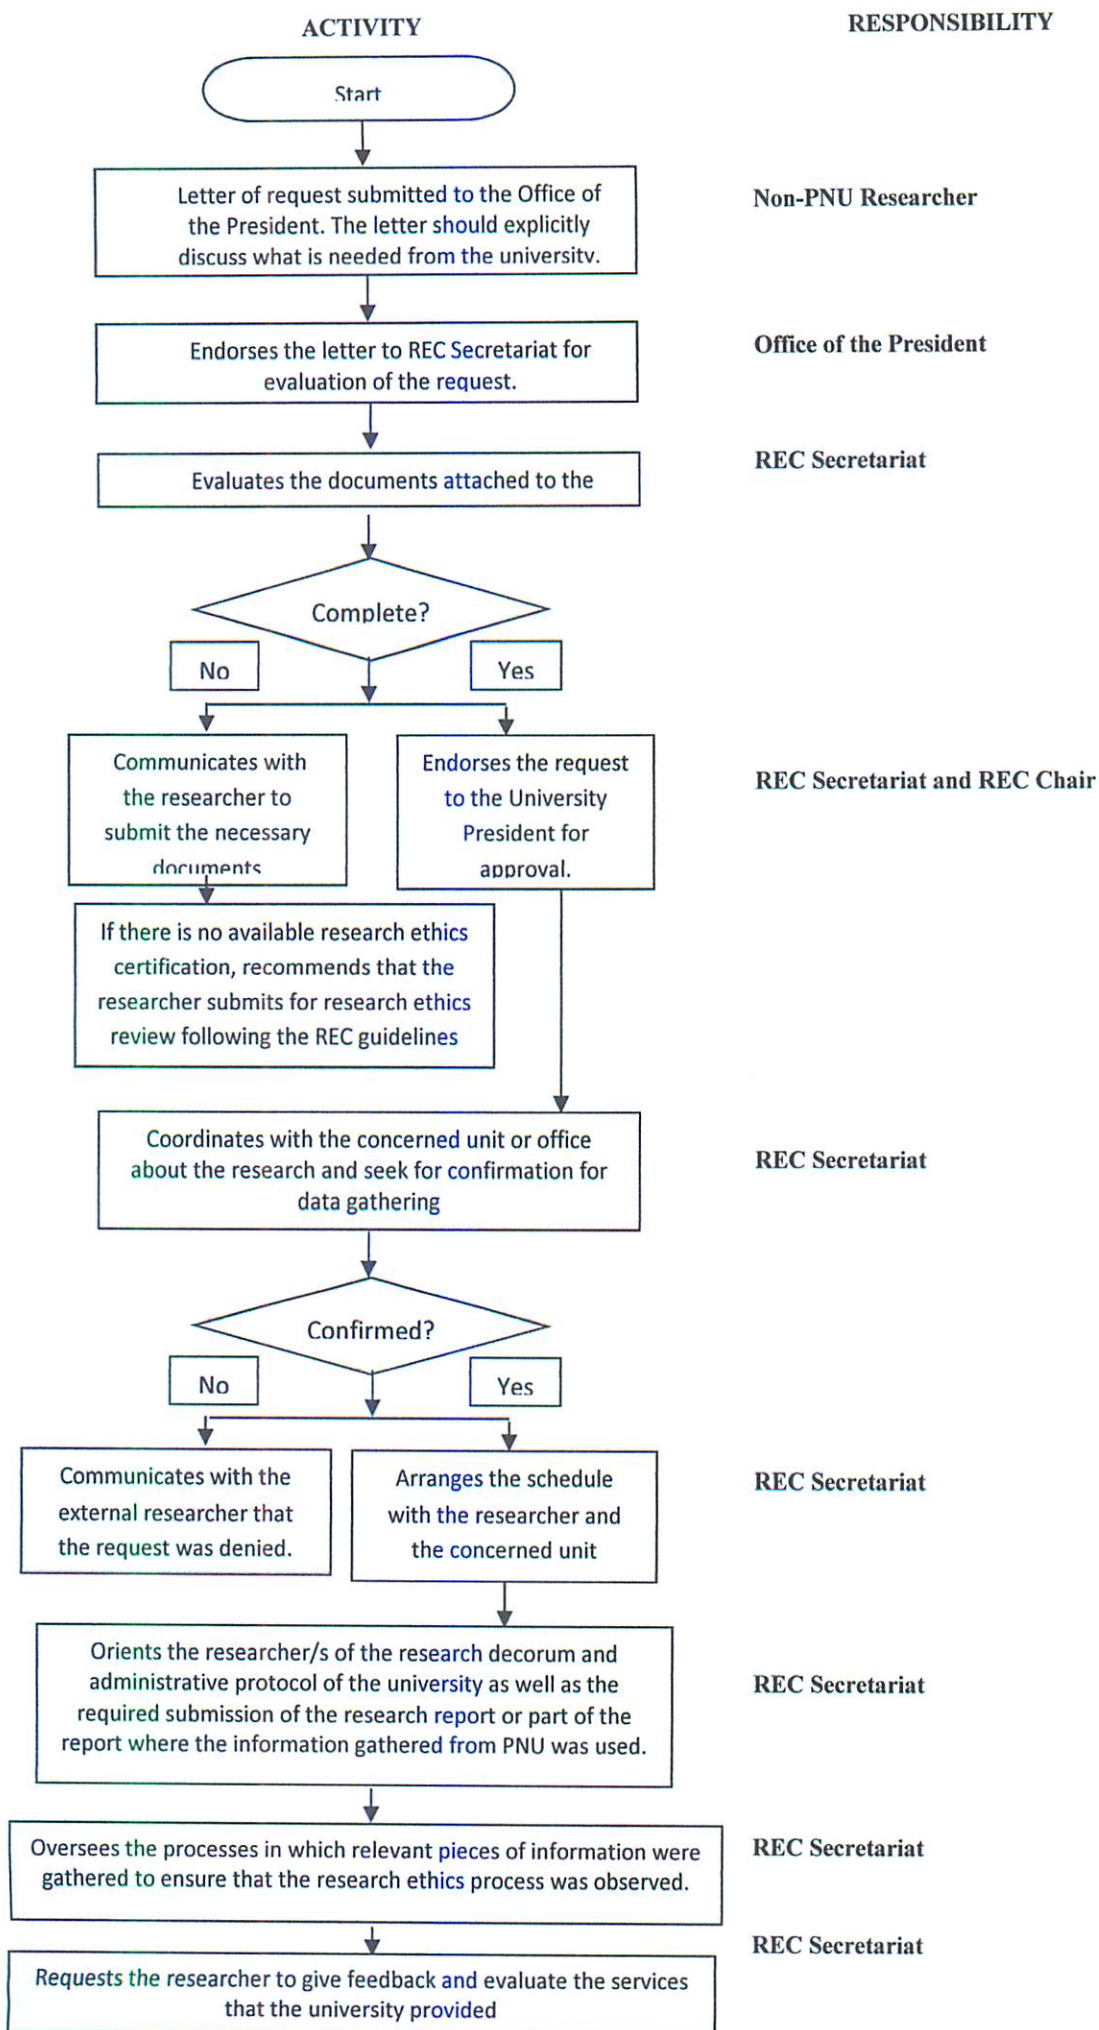 ACTIVITY
RESPONSIBILITY
Start
Letter of request submitted to the Office of
the President. The letter should explicitly
discuss what is needed from the university.
Non-PNU Researcher
Endorses the letter to REC Secretariat for
evaluation of the request.
Office of the President
Evaluates the documents attached to the
REC Secretariat
Complete?
No
Yes
Communicates with
the researcher to
submit the necessary
documents
Endorses the request
to the University
President for
approval.
REC Secretariat and REC Chair
If there is no available research ethics
certification, recommends that the
researcher submits for research ethics
review following the REC guidelines
Coordinates with the concerned unit or office
about the research and seek for confirmation for
data gathering
REC Secretariat
Confirmed?
No
Yes
Communicates with the
external researcher that
the request was denied.
Arranges the schedule
with the researcher and
the concerned unit
REC Secretariat
Orients the researcher/s of the research decorum and
administrative protocol of the university as well as the
required submission of the research report or part of the
report where the information gathered from PNU was used.
REC Secretariat
Oversees the processes in which relevant pieces of information were
gathered to ensure that the research ethics process was observed.
REC Secretariat
Requests the researcher to give feedback and evaluate the services
that the university provided
REC Secretariat